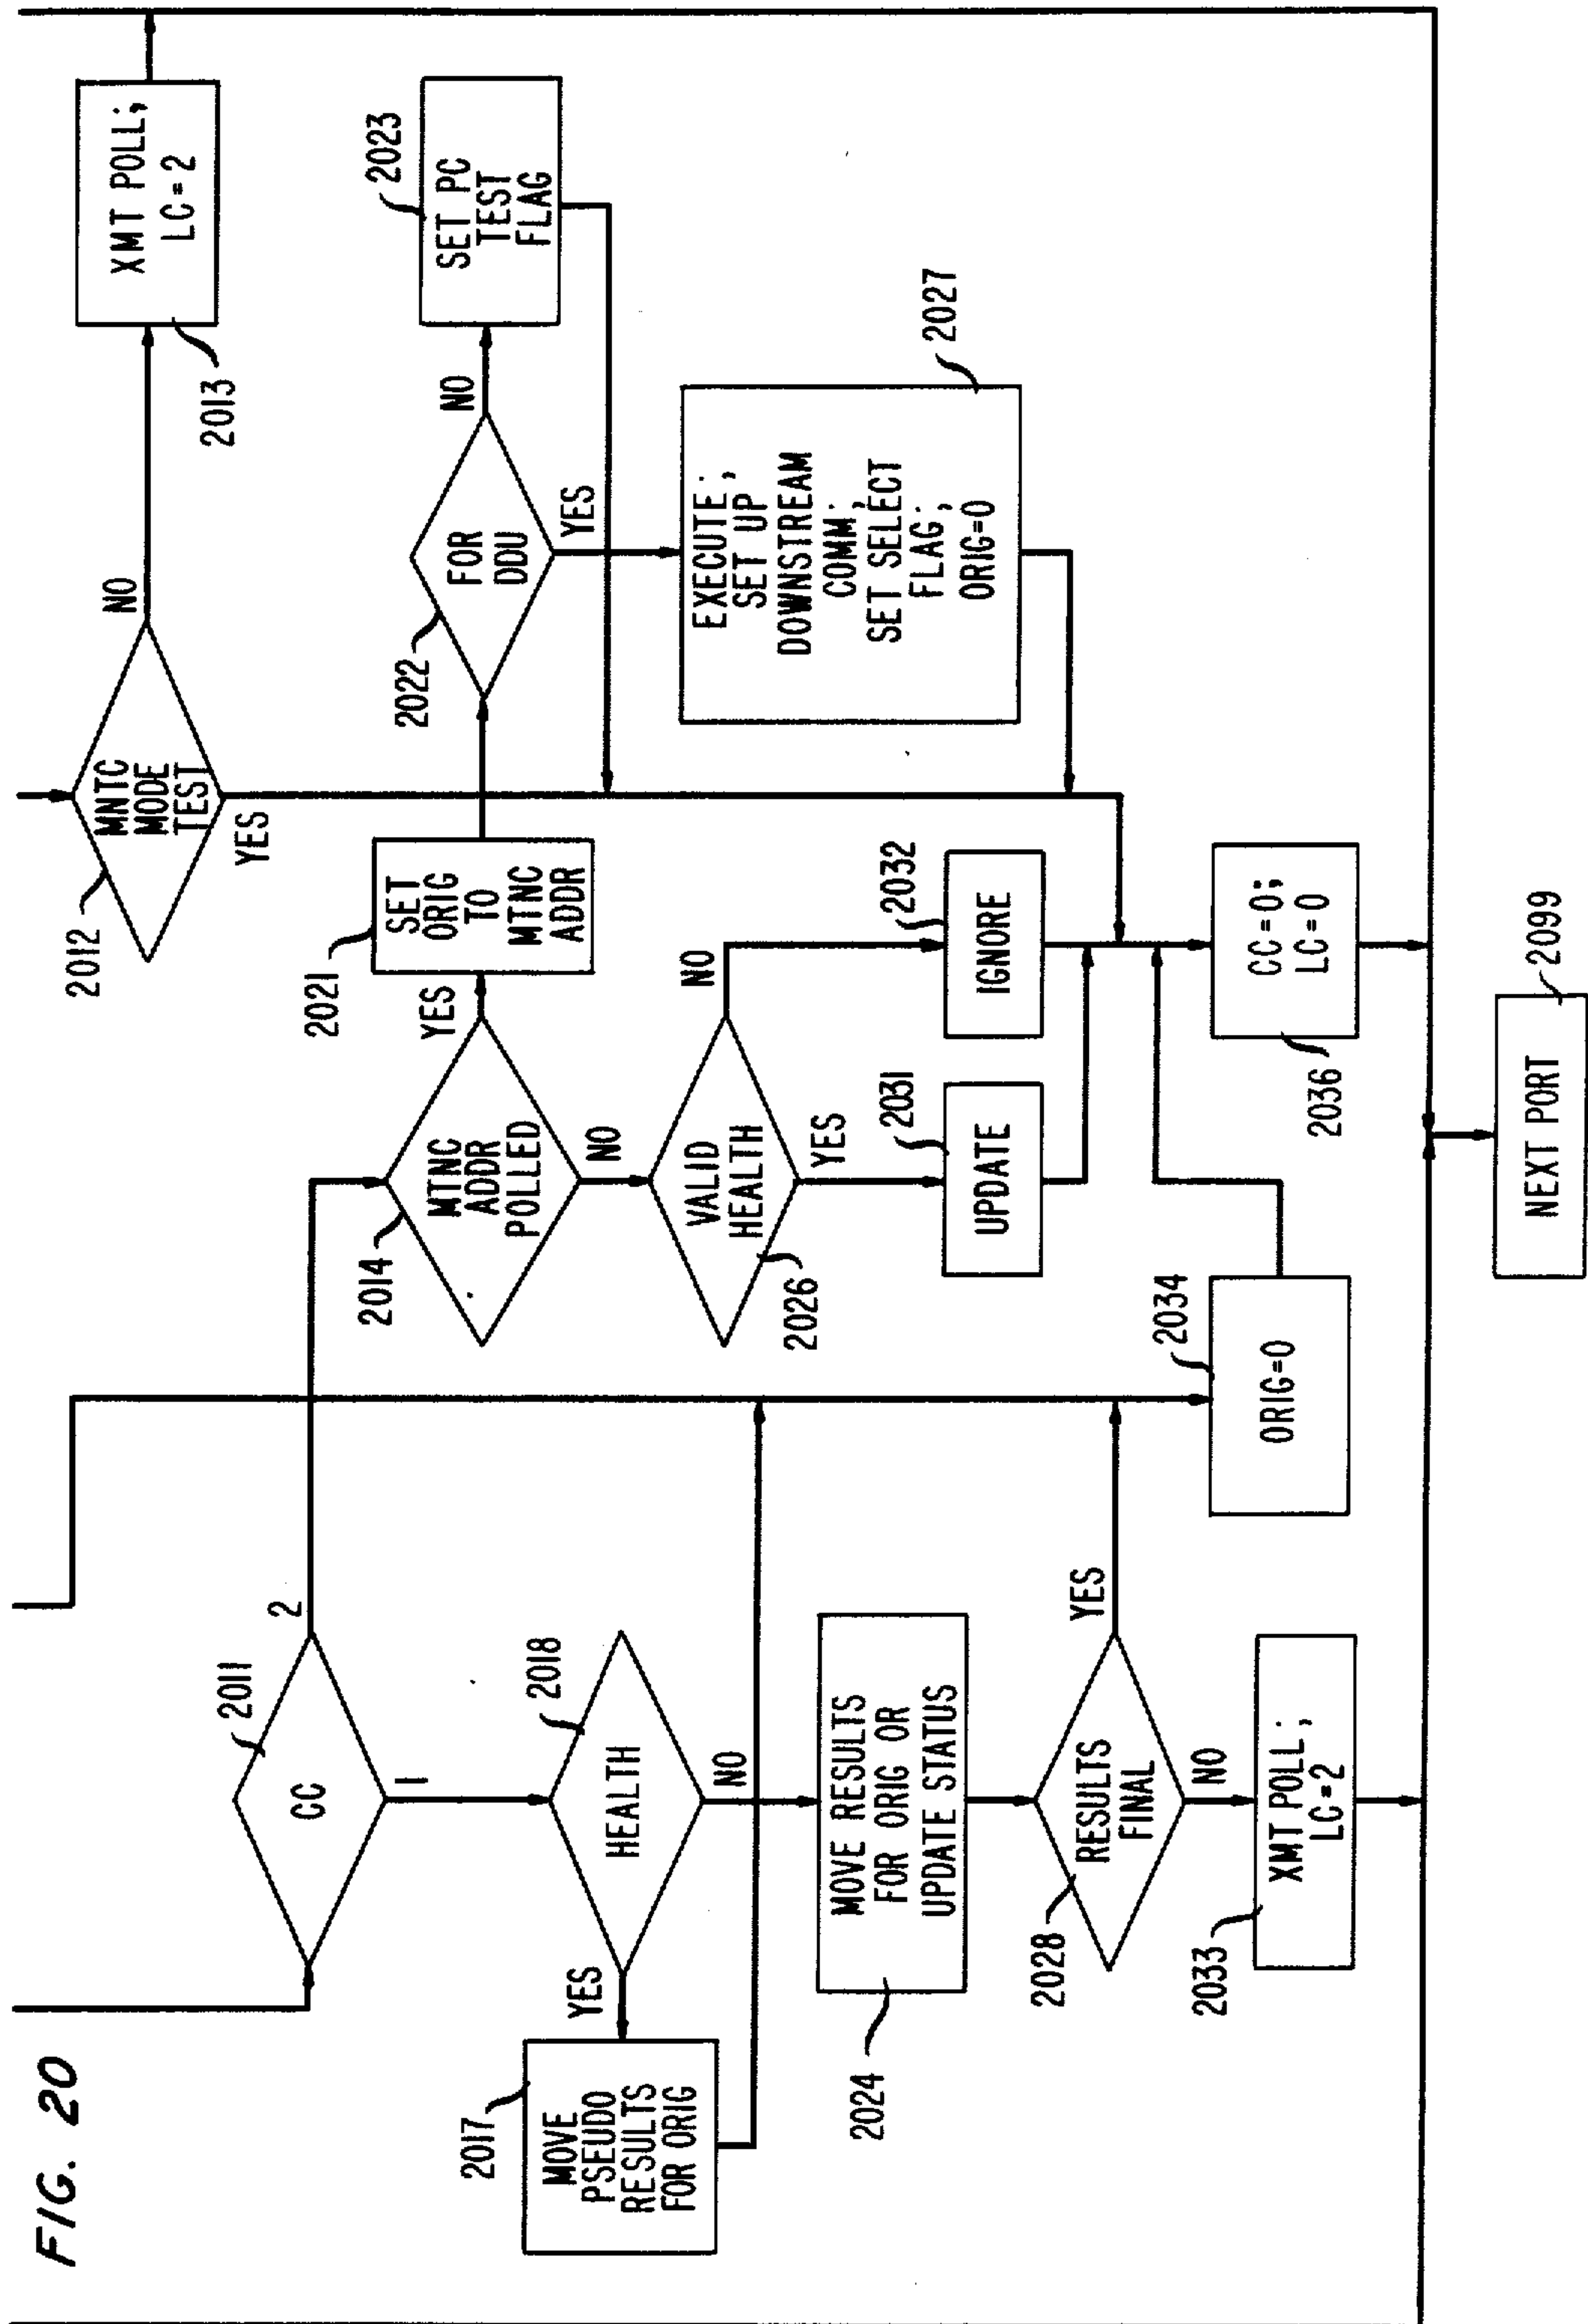 FIG. 20
2011
CC
2
1
2012
MNTC
MODE
TEST
NO
YES
XMT POLL;
LC=2
2013
2014
MTNC
ADDR
POLLED
YES
NO
2021
SET
ORIG
TO
MTNC
ADDR
2022
FOR
DDU
NO
YES
2023
SET PC
TEST
FLAG
2017
MOVE
PSEUDO
RESULTS
FOR ORIG
YES
2018
HEALTH
NO
2026
VALID
HEALTH
NO
YES
2027
EXECUTE;
SET UP
DOWNSTREAM
COMM;
SET SELECT
FLAG;
ORIG=0
2024
MOVE RESULTS
FOR ORIG OR
UPDATE STATUS
2031
UPDATE
2032
IGNORE
2028
RESULTS
FINAL
YES
NO
2033
XMT POLL;
LC=2
2034
ORIG=0
2036
CC=0;
LC=0
NEXT PORT
2099